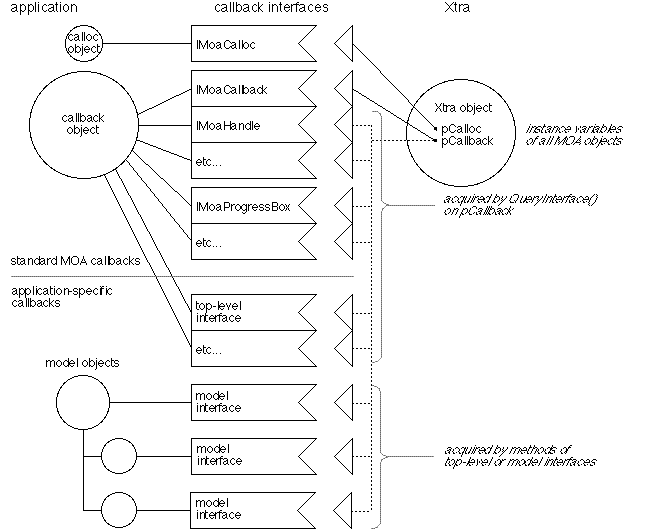 application
callback interfaces
Xtra
calloc
object
IMoaCalloc
callback
object
IMoaCallback
IMoaHandle
etc...
IMoaProgressBox
etc...
Xtra object
pCalloc
pCallback
instance variables
of all MOA objects
acquired by QueryInterface()
on pCallback
standard MOA callbacks
application-specific
callbacks
top-level
interface
etc...
model objects
model
interface
model
interface
model
interface
acquired by methods of
top-level or model interfaces